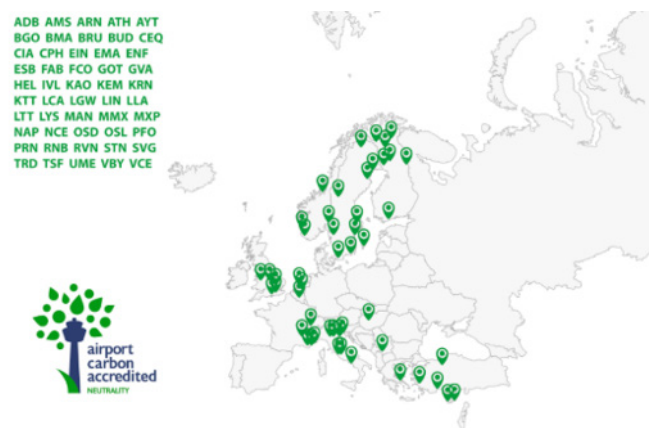 ADB AMS ARN ATH AYT
BGO BMA BRU BUD CEQ
CIA CPH EIN EMA ENF
ESB FAB FCO GOT GVA
HEL IVL KAO KEM KRN
KTT LCA LGW LIN LLA
LTT LYS MAN MMX MXP
NAP NCE OSD OSL PFO
PRN RNB RVN STN SVG
TRD TSF UME VBY VCE
airport
carbon
accredited
NEUTRALITY